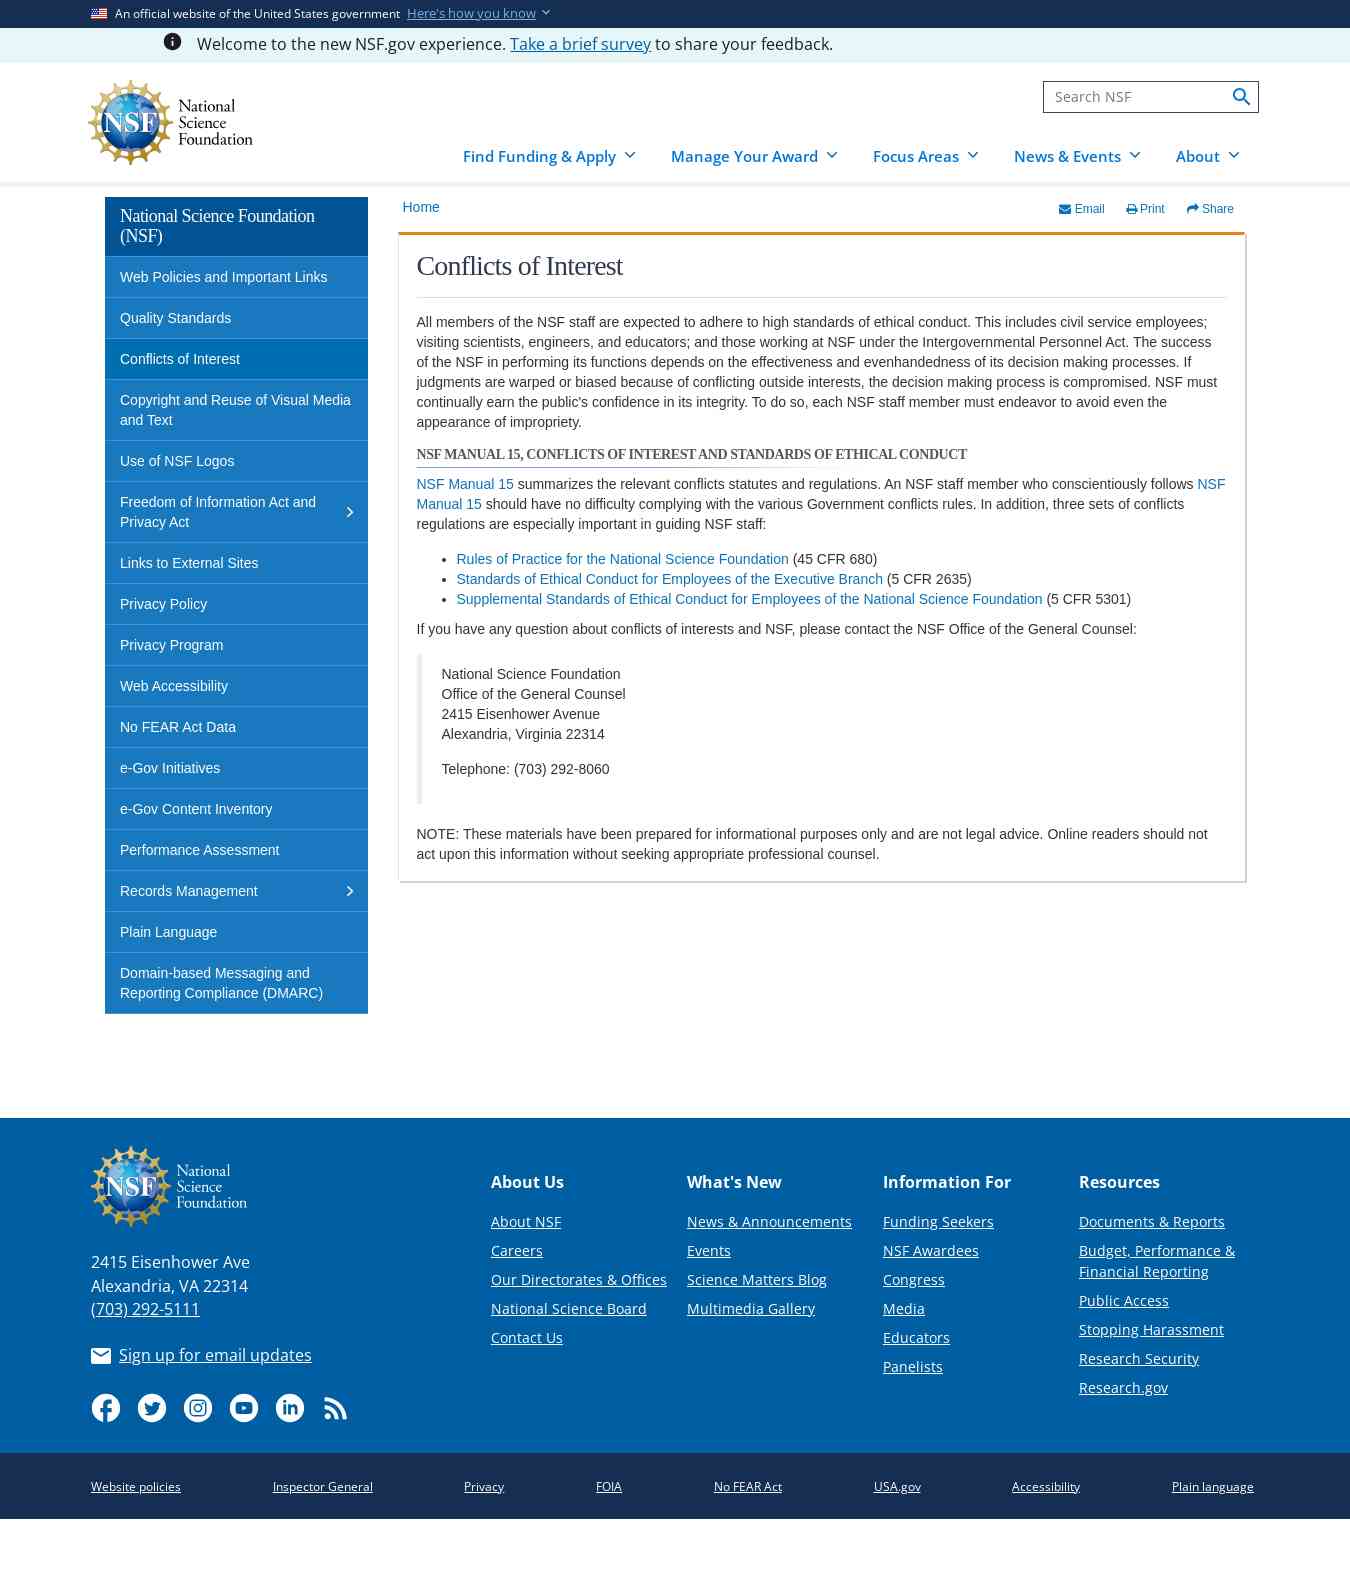 An official website of the United States government Here's how you know
Welcome to the new NSF.gov experience. Take a brief survey to share your feedback.
NSF
National
Science
Foundation
Search NSF
Find Funding & Apply
Manage Your Award
Focus Areas
News & Events
About
National Science Foundation
(NSF)
Web Policies and Important Links
Quality Standards
Conflicts of Interest
Copyright and Reuse of Visual Media
and Text
Use of NSF Logos
Freedom of Information Act and
Privacy Act
Links to External Sites
Privacy Policy
Privacy Program
Web Accessibility
No FEAR Act Data
e-Gov Initiatives
e-Gov Content Inventory
Performance Assessment
Records Management
Plain Language
Domain-based Messaging and
Reporting Compliance (DMARC)
Home
Email
Print
Share
Conflicts of Interest
All members of the NSF staff are expected to adhere to high standards of ethical conduct. This includes civil service employees;
visiting scientists, engineers, and educators; and those working at NSF under the Intergovernmental Personnel Act. The success
of the NSF in performing its functions depends on the effectiveness and evenhandedness of its decision making processes. If
judgments are warped or biased because of conflicting outside interests, the decision making process is compromised. NSF must
continually earn the public's confidence in its integrity. To do so, each NSF staff member must endeavor to avoid even the
appearance of impropriety.
NSF MANUAL 15, CONFLICTS OF INTEREST AND STANDARDS OF ETHICAL CONDUCT
NSF Manual 15 summarizes the relevant conflicts statutes and regulations. An NSF staff member who conscientiously follows NSF
Manual 15 should have no difficulty complying with the various Government conflicts rules. In addition, three sets of conflicts
regulations are especially important in guiding NSF staff:
• Rules of Practice for the National Science Foundation (45 CFR 680)
• Standards of Ethical Conduct for Employees of the Executive Branch (5 CFR 2635)
• Supplemental Standards of Ethical Conduct for Employees of the National Science Foundation (5 CFR 5301)
If you have any question about conflicts of interests and NSF, please contact the NSF Office of the General Counsel:
National Science Foundation
Office of the General Counsel
2415 Eisenhower Avenue
Alexandria, Virginia 22314
Telephone: (703) 292-8060
NOTE: These materials have been prepared for informational purposes only and are not legal advice. Online readers should not
act upon this information without seeking appropriate professional counsel.
NSF
National
Science
Foundation
2415 Eisenhower Ave
Alexandria, VA 22314
(703) 292-5111
Sign up for email updates
About Us
About NSF
Careers
Our Directorates & Offices
National Science Board
Contact Us
What's New
News & Announcements
Events
Science Matters Blog
Multimedia Gallery
Information For
Funding Seekers
NSF Awardees
Congress
Media
Educators
Panelists
Resources
Documents & Reports
Budget, Performance &
Financial Reporting
Public Access
Stopping Harassment
Research Security
Research.gov
Website policies
Inspector General
Privacy
FOIA
No FEAR Act
USA.gov
Accessibility
Plain language